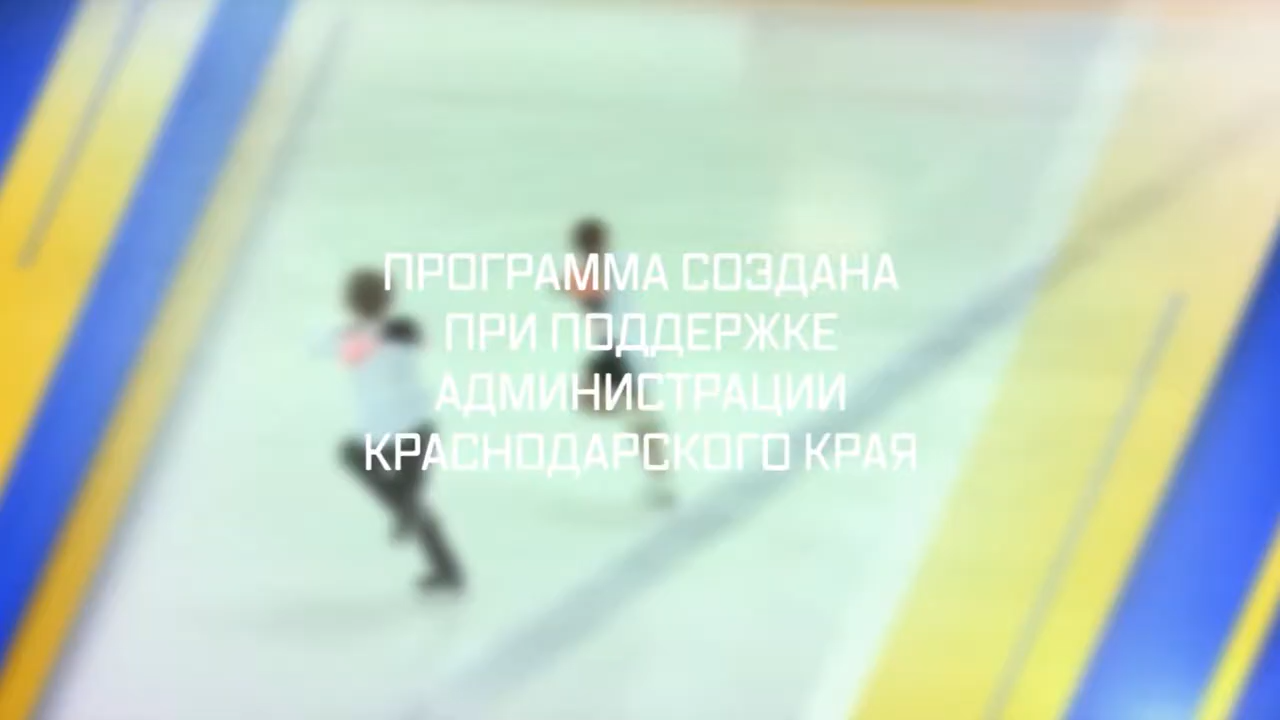 ПРОГРАММА СОЗДАНА
ПРИ ПОДДЕРЖКЕ
АДМИНИСТРАЦИИ
КРАСНОДАРСКОГО КРАЯ